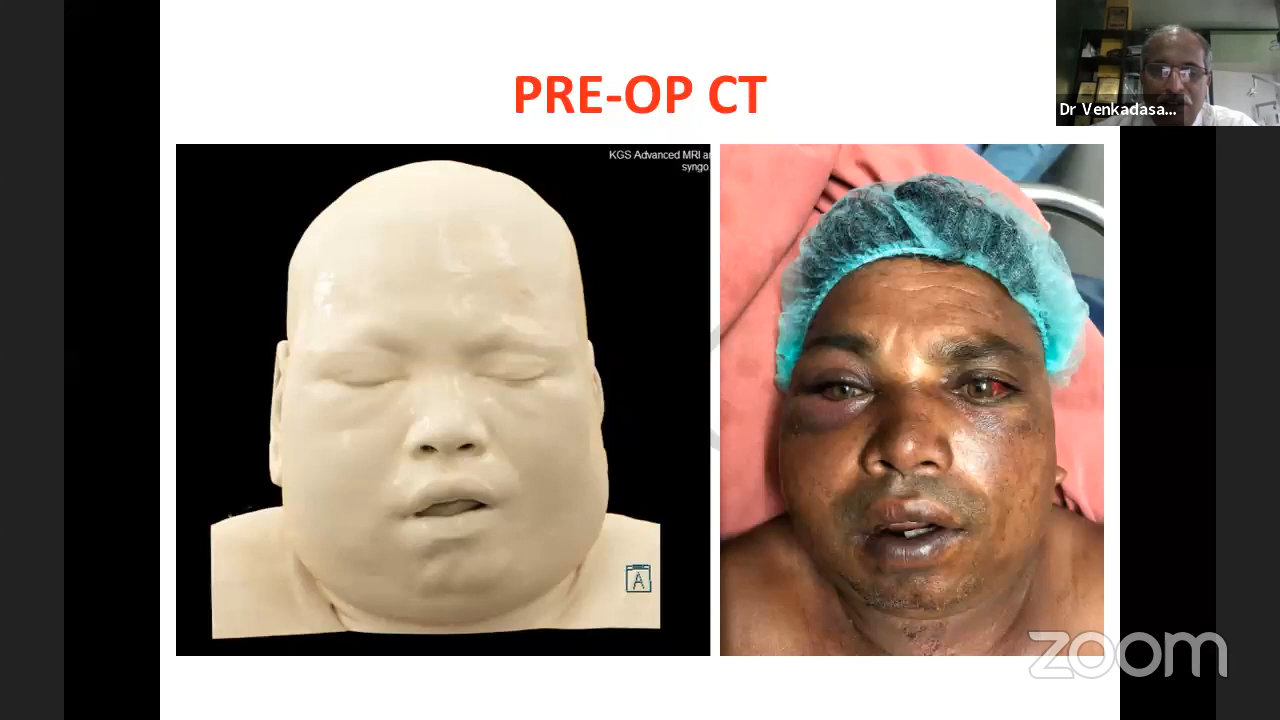 PRE-OP CT
Dr Venkadasa...
KGS Advanced MRI a
syngo
A
zoom